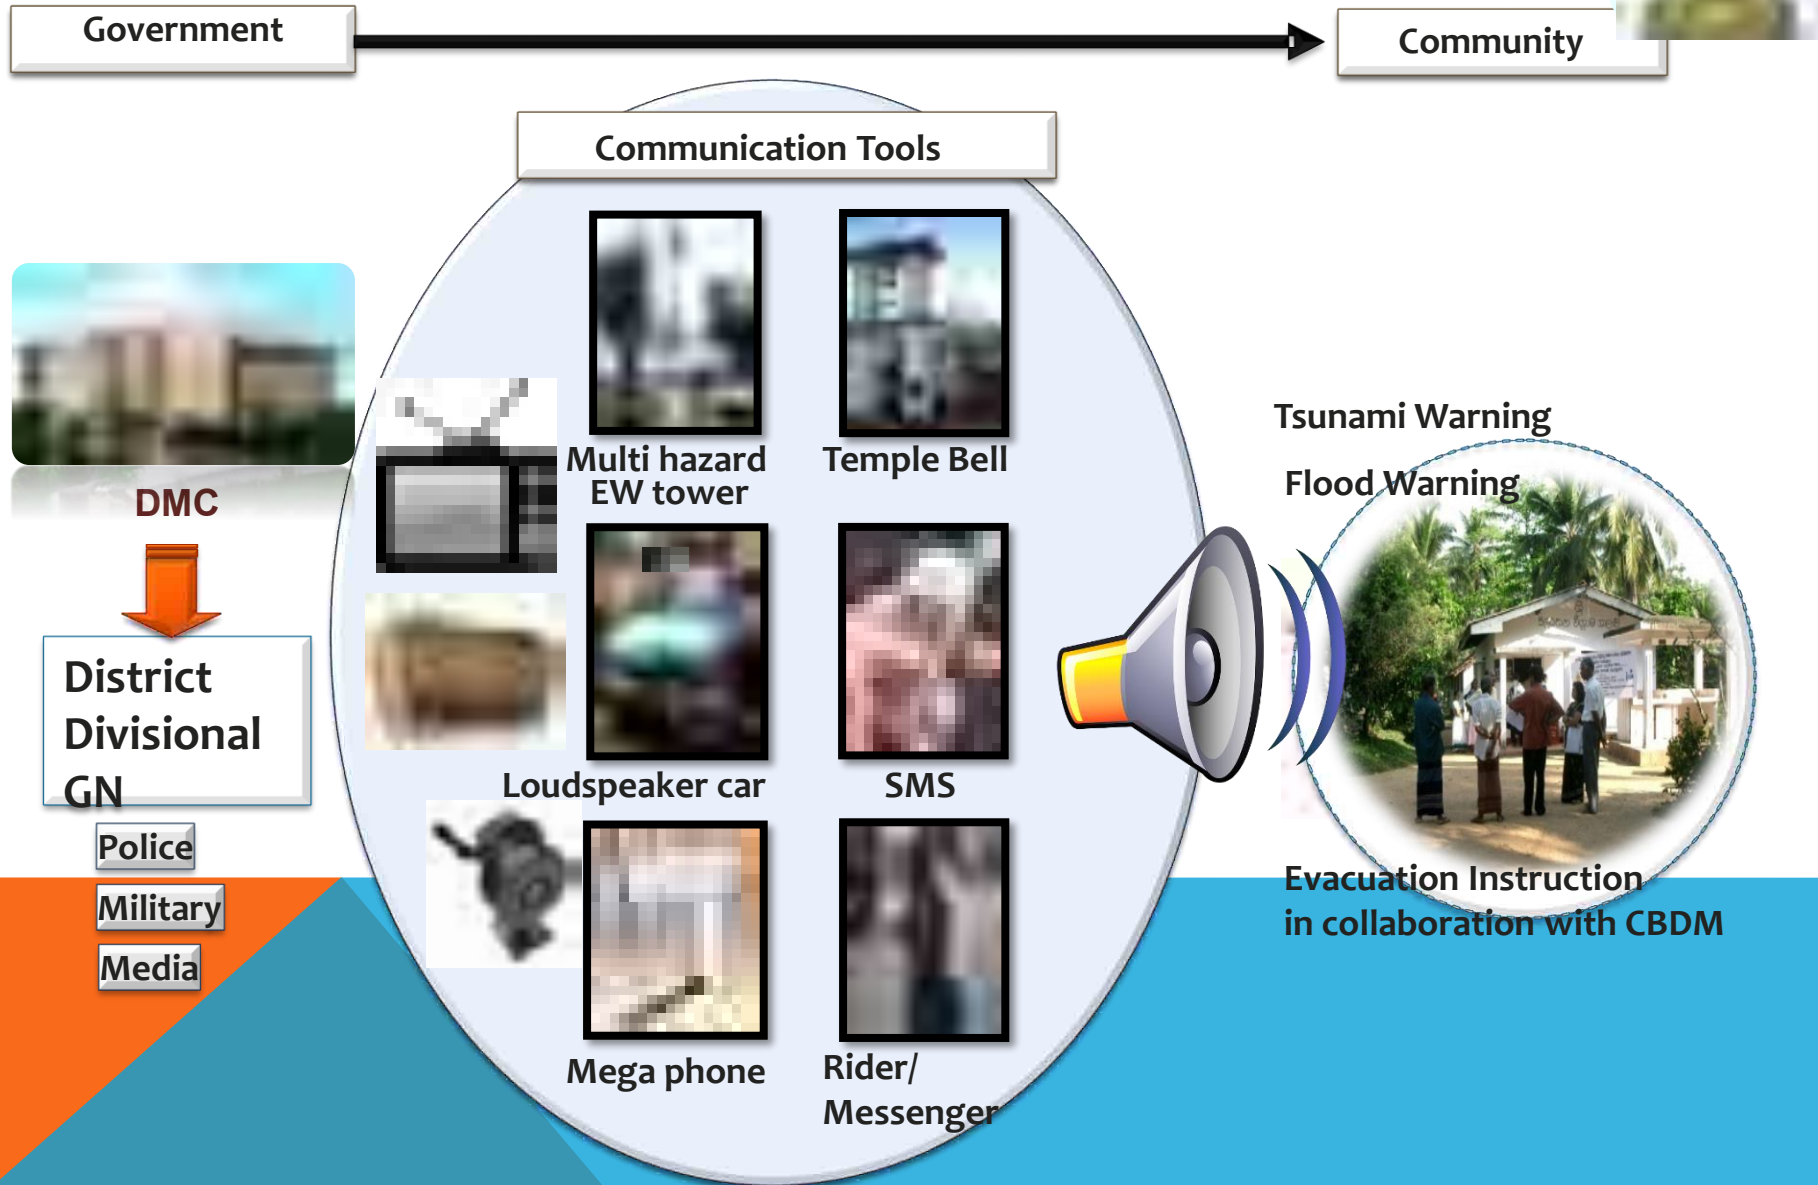 Government
Community
Communication Tools
Multi hazard
EW tower
Temple Bell
DMC
District
Divisional
GN
Police
Military
Media
Loudspeaker car
SMS
Mega phone
Rider/
Messenger
Tsunami Warning
Flood Warning
Evacuation Instruction
in collaboration with CBDM